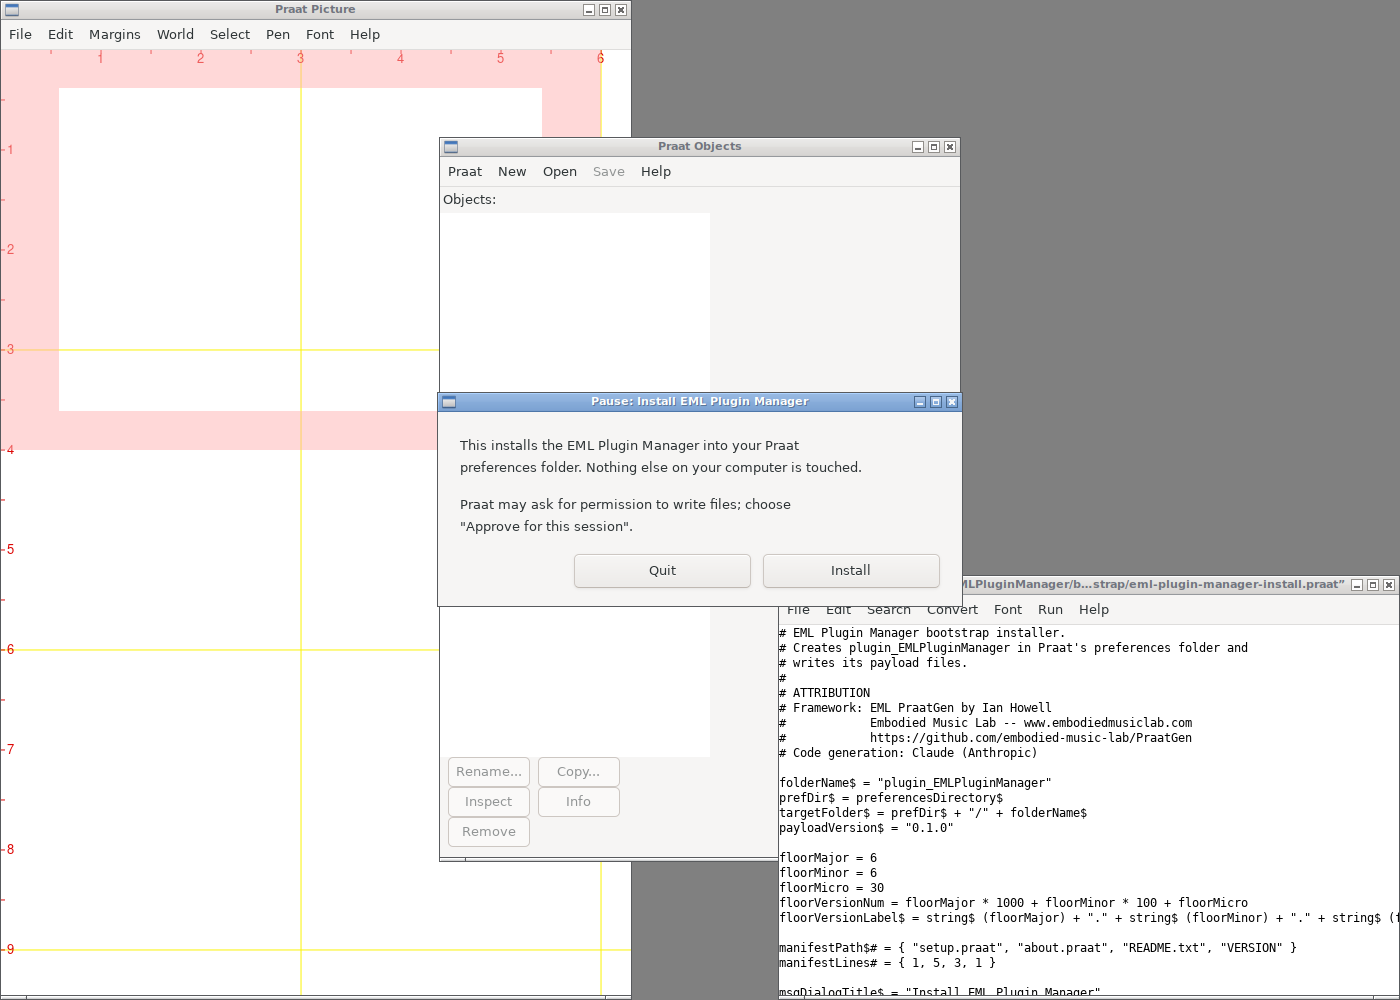 Praat Picture
File Edit Margins World Select Pen Font Help
1 2 3 4 5 6
1
2
3
4
5
6
7
8
9
Praat Objects
Praat New Open Save Help
Objects:
Pause: Install EML Plugin Manager
This installs the EML Plugin Manager into your Praat
preferences folder. Nothing else on your computer is touched.
Praat may ask for permission to write files; choose
"Approve for this session".
Quit Install
Rename... Copy...
Inspect Info
Remove
MLPluginManager/b...strap/eml-plugin-manager-install.praat”
File Edit Search Convert Font Run Help
# EML Plugin Manager bootstrap installer.
# Creates plugin_EMLPluginManager in Praat's preferences folder and
# writes its payload files.
#
# ATTRIBUTION
# Framework: EML PraatGen by Ian Howell
# Embodied Music Lab -- www.embodiedmusiclab.com
# https://github.com/embodied-music-lab/PraatGen
# Code generation: Claude (Anthropic)
folderName$ = "plugin_EMLPluginManager"
prefDir$ = preferencesDirectory$
targetFolder$ = prefDir$ + "/" + folderName$
payloadVersion$ = "0.1.0"
floorMajor = 6
floorMinor = 6
floorMicro = 30
floorVersionNum = floorMajor * 1000 + floorMinor * 100 + floorMicro
floorVersionLabel$ = string$ (floorMajor) + "." + string$ (floorMinor) + "." + string$ (f
manifestPath$# = { "setup.praat", "about.praat", "README.txt", "VERSION" }
manifestLines# = { 1, 5, 3, 1 }
msgDialogTitle$ = "Install EML Plugin Manager"